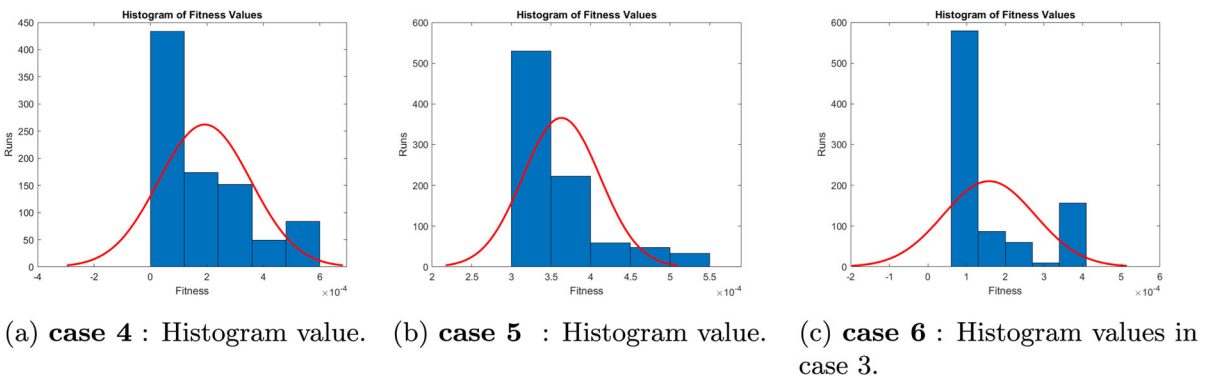 Histogram of Fitness Values
450
400
350
300
250
200
150
100
50
0
Runs
-4 -2 0 2 4 6
Fitness
×10-4
Histogram of Fitness Values
600
500
400
300
200
100
0
Runs
2 2.5 3 3.5 4 4.5 5 5.5
Fitness
×10-4
Histogram of Fitness Values
600
500
400
300
200
100
0
Runs
-2 -1 0 1 2 3 4 5 6
Fitness
×10-4
(a) case 4 : Histogram value.
(b) case 5 : Histogram value.
(c) case 6 : Histogram values in
case 3.